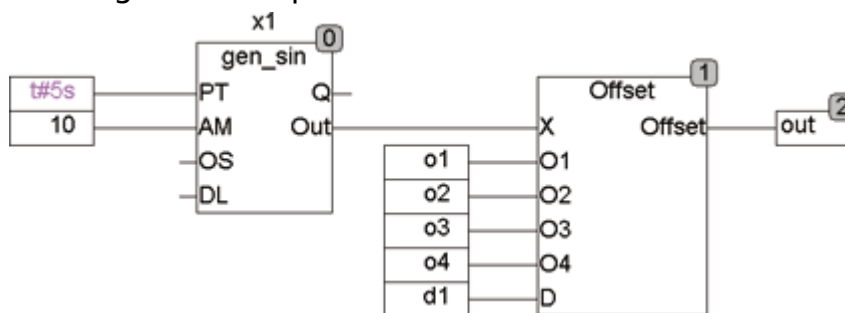 x1
0
gen_sin
t#5s
PT
Q
10
AM
Out
OS
DL
1
Offset
X
Offset
2
out
o1
O1
o2
O2
o3
O3
o4
O4
d1
D